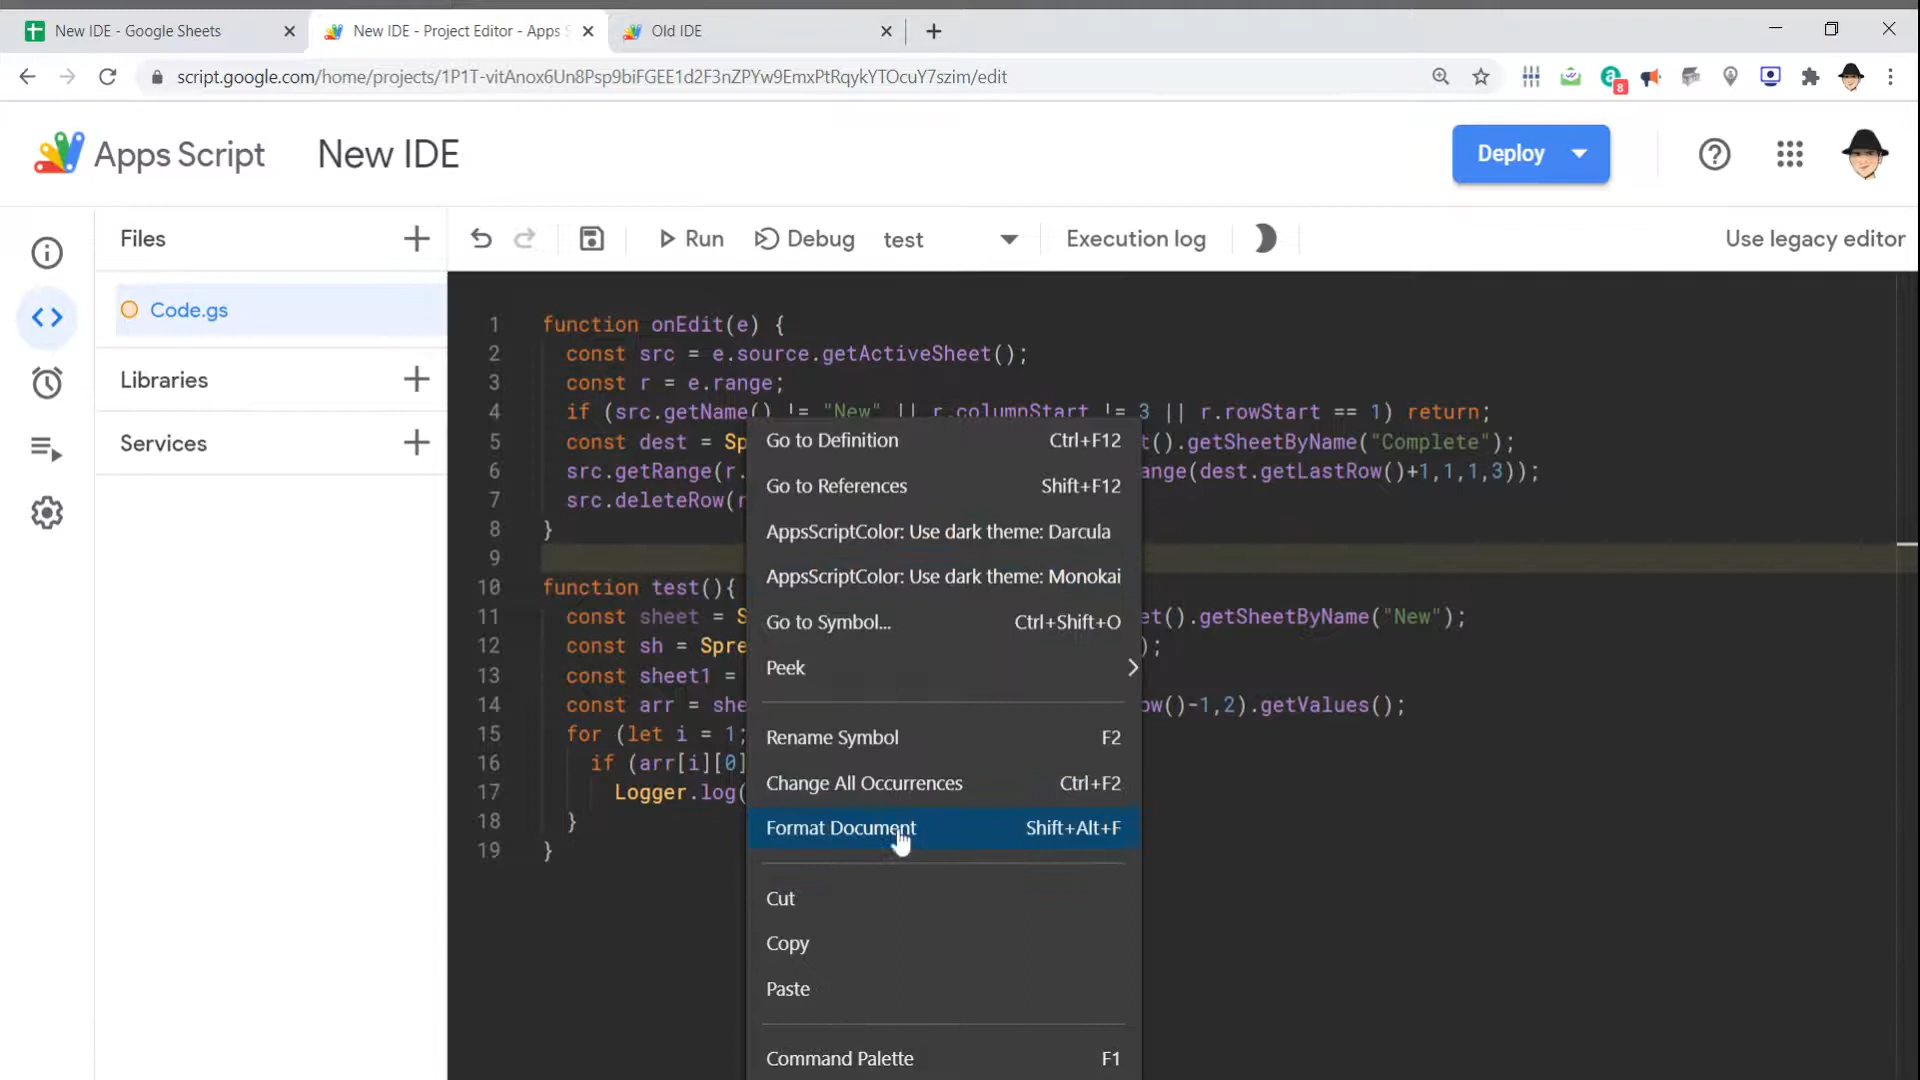 New IDE - Google Sheets
New IDE - Project Editor - Apps S
Old IDE
script.google.com/home/projects/1P1T-vitAnox6Un8Psp9biFGEE1d2F3nZPYw9EmxPtRqykYTOcuY7szim/edit
8
Apps Script
New IDE
Deploy
Files
Run
Debug
test
Execution log
Use legacy editor
Code.gs
Libraries
Services
1 function onEdit(e) {
2 const src = e.source.getActiveSheet();
3 const r = e.range;
4 if (src.getName() != "New" || r.columnStart != 3 || r.rowStart == 1) return;
5 const dest = Sp t().getSheetByName("Complete");
6 src.getRange(r. ange(dest.getLastRow()+1,1,1,3));
7 src.deleteRow(r
8 }
9
10 function test(){
11 const sheet = S et().getSheetByName("New");
12 const sh = Spre );
13 const sheet1 =
14 const arr = she ow()-1,2).getValues();
15 for (let i = 1;
16 if (arr[i][0]
17 Logger.log(
18 }
19 }
Go to Definition Ctrl+F12
Go to References Shift+F12
AppsScriptColor: Use dark theme: Darcula
AppsScriptColor: Use dark theme: Monokai
Go to Symbol... Ctrl+Shift+O
Peek
Rename Symbol F2
Change All Occurrences Ctrl+F2
Format Document Shift+Alt+F
Cut
Copy
Paste
Command Palette F1